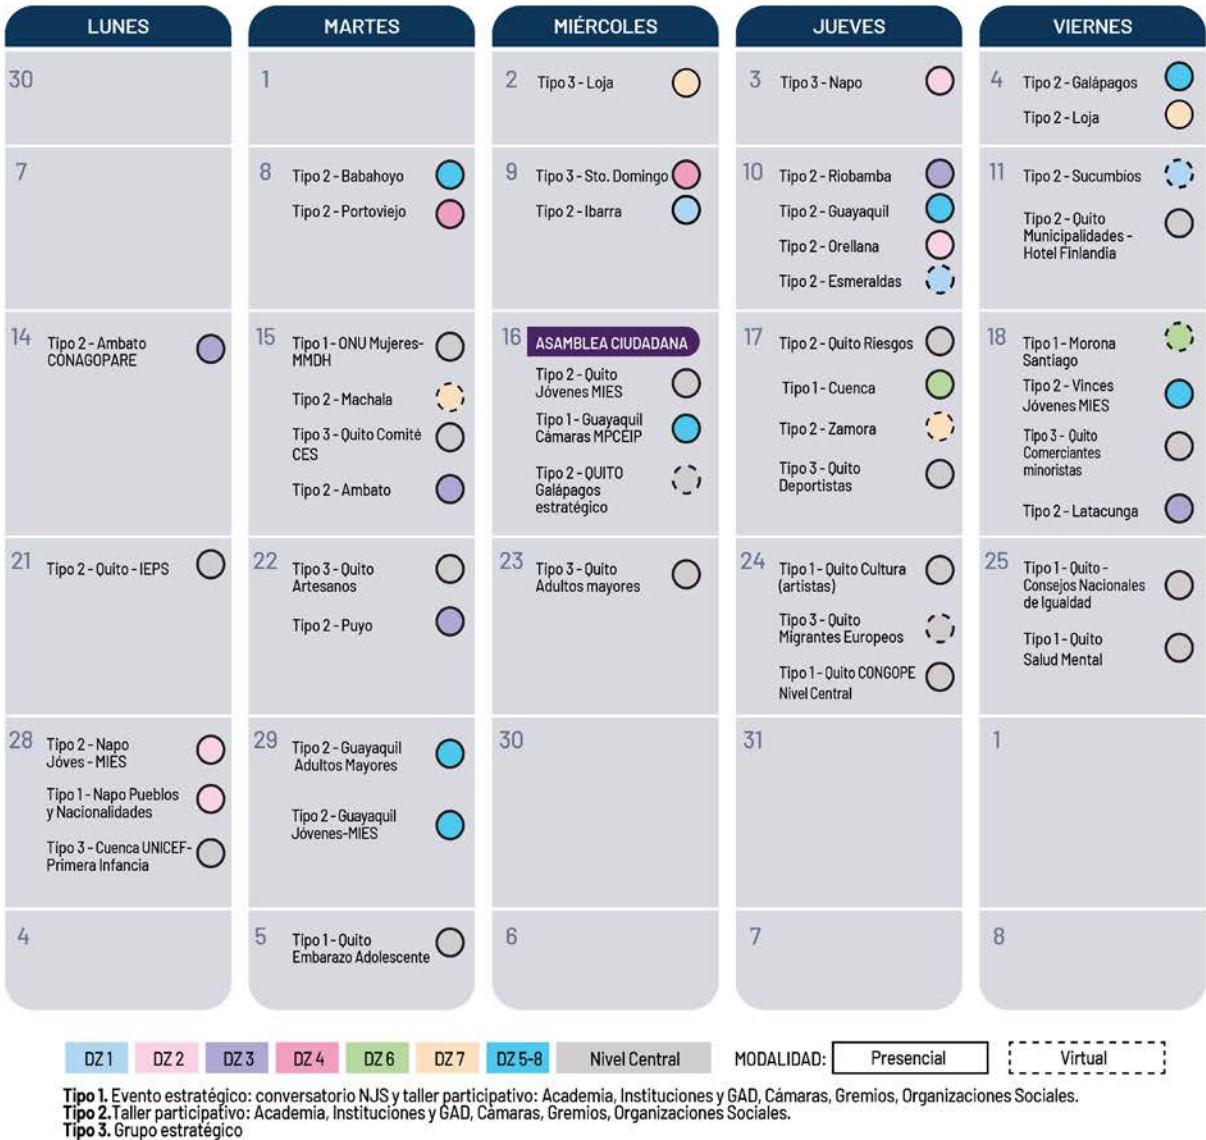 LUNES MARTES MIÉRCOLES JUEVES VIERNES
30
1
2 Tipo 3 - Loja
3 Tipo 3 - Napo
4 Tipo 2 - Galápagos
Tipo 2 - Loja
7
8 Tipo 2 - Babahoyo
Tipo 2 - Portoviejo
9 Tipo 3 - Sto. Domingo
Tipo 2 - Ibarra
10 Tipo 2 - Riobamba
Tipo 2 - Guayaquil
Tipo 2 - Orellana
Tipo 2 - Esmeraldas
11 Tipo 2 - Sucumbíos
Tipo 2 - Quito
Municipalidades -
Hotel Finlandia
14 Tipo 2 - Ambato
CONAGOPARE
15 Tipo 1 - ONU Mujeres-
MMDH
Tipo 2 - Machala
Tipo 3 - Quito Comité
CES
Tipo 2 - Ambato
16 ASAMBLEA CIUDADANA
Tipo 2 - Quito
Jóvenes MIES
Tipo 1 - Guayaquil
Cámaras MPCEIP
Tipo 2 - QUITO
Galápagos
estratégico
17 Tipo 2 - Quito Riesgos
Tipo 1 - Cuenca
Tipo 2 - Zamora
Tipo 3 - Quito
Deportistas
18 Tipo 1 - Morona
Santiago
Tipo 2 - Vinces
Jóvenes MIES
Tipo 3 - Quito
Comerciantes
minoristas
Tipo 2 - Latacunga
21 Tipo 2 - Quito - IEPS
22 Tipo 3 - Quito
Artesanos
Tipo 2 - Puyo
23 Tipo 3 - Quito
Adultos mayores
24 Tipo 1 - Quito Cultura
(artistas)
Tipo 3 - Quito
Migrantes Europeos
Tipo 1 - Quito CONGOPE
Nivel Central
25 Tipo 1 - Quito -
Consejos Nacionales
de Igualdad
Tipo 1 - Quito
Salud Mental
28 Tipo 2 - Napo
Jóves - MIES
Tipo 1 - Napo Pueblos
y Nacionalidades
Tipo 3 - Cuenca UNICEF-
Primera Infancia
29 Tipo 2 - Guayaquil
Adultos Mayores
Tipo 2 - Guayaquil
Jóvenes-MIES
30
31
1
4
5 Tipo 1 - Quito
Embarazo Adolescente
6
7
8
DZ 1 DZ 2 DZ 3 DZ 4 DZ 6 DZ 7 DZ 5-8 Nivel Central MODALIDAD: Presencial Virtual
Tipo 1. Evento estratégico: conversatorio NJS y taller participativo: Academia, Instituciones y GAD, Cámaras, Gremios, Organizaciones Sociales.
Tipo 2.Taller participativo: Academia, Instituciones y GAD, Cámaras, Gremios, Organizaciones Sociales.
Tipo 3. Grupo estratégico